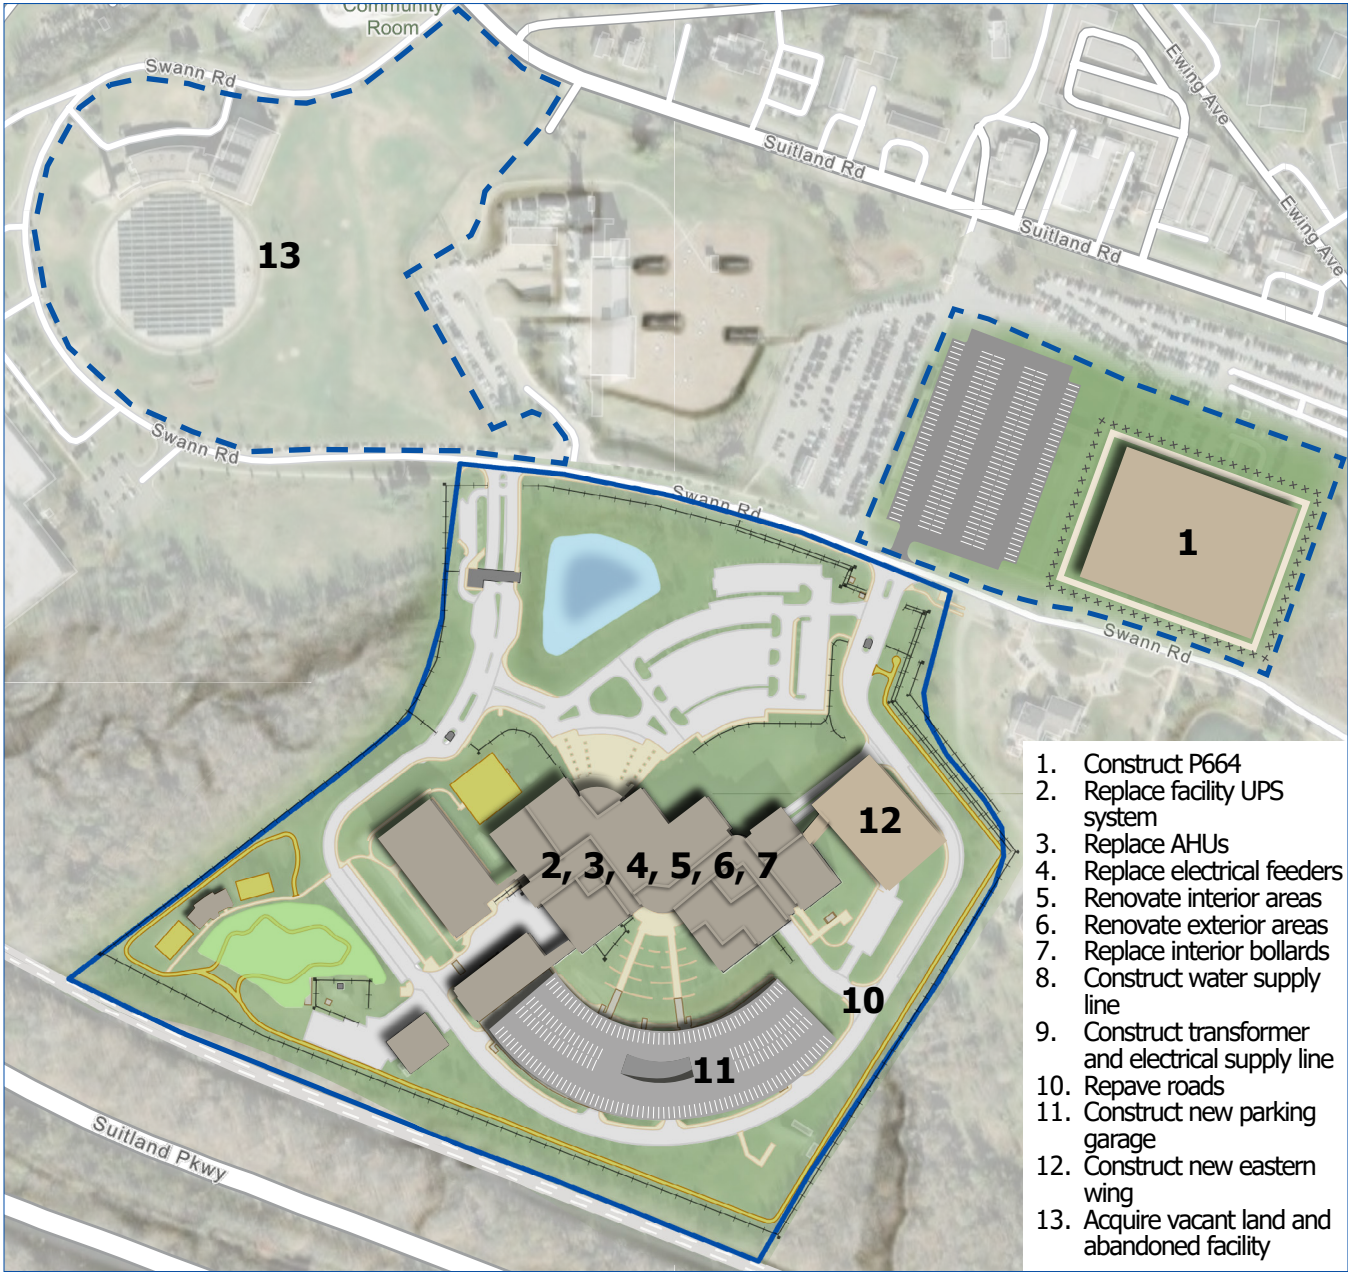 Community
Room
Swann Rd
Ewing Ave
Suitland Rd
13
Suitland Rd
Ewing Ave
Swann Rd
Swann Rd
1
Swann Rd
12
2, 3, 4, 5, 6, 7
10
11
Suitland Pkwy
1. Construct P664
2. Replace facility UPS
system
3. Replace AHUs
4. Replace electrical feeders
5. Renovate interior areas
6. Renovate exterior areas
7. Replace interior bollards
8. Construct water supply
line
9. Construct transformer
and electrical supply line
10. Repave roads
11. Construct new parking
garage
12. Construct new eastern
wing
13. Acquire vacant land and
abandoned facility